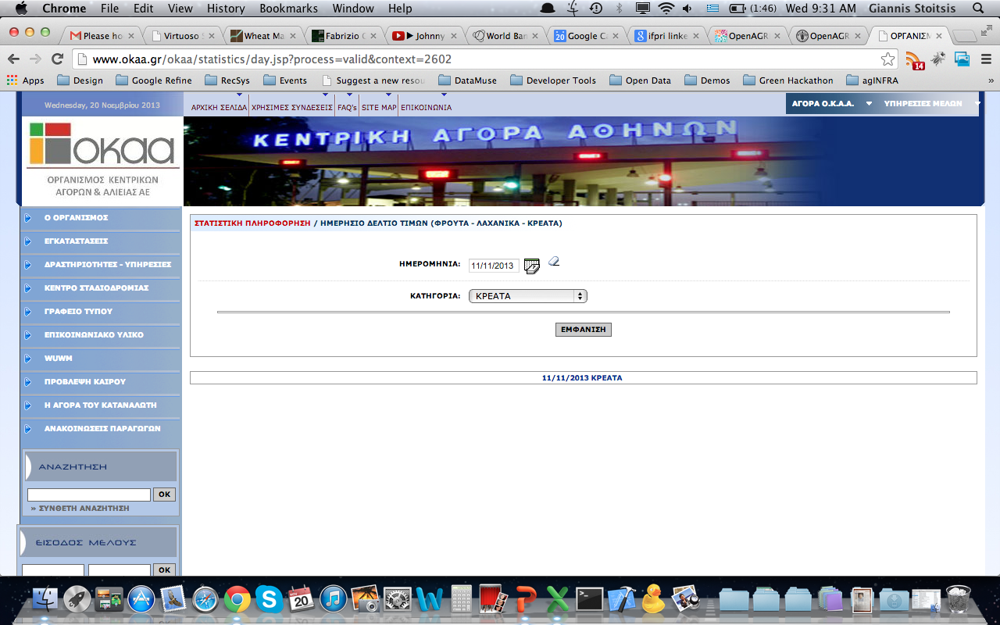 Chrome File Edit View History Bookmarks Window Help (1:46) Wed 9:31 AM Giannis Stoitsis
Please ho Virtuoso S Wheat Ma Fabrizio C Johnny World Ban Google Ca ifpri linke OpenAGR OpenAGR ΟΡΓΑΝΙΣΜ
www.okaa.gr/okaa/statistics/day.jsp?process=valid&context=2602
14
Apps Design Google Refine RecSys Events Suggest a new resou DataMuse Developer Tools Open Data Demos Green Hackathon agINFRA »
Wednesday, 20 Νοεμβρίου 2013
ΑΡΧΙΚΗ ΣΕΛΙΔΑ ΧΡΗΣΙΜΕΣ ΣΥΝΔΕΣΕΙΣ FAQ's SITE MAP ΕΠΙΚΟΙΝΩΝΙΑ
ΑΓΟΡΑ Ο.Κ.Α.Α. ΥΠΗΡΕΣΙΕΣ ΜΕΛΩΝ
οκαα
ΟΡΓΑΝΙΣΜΟΣ ΚΕΝΤΡΙΚΩΝ
ΑΓΟΡΩΝ & ΑΛΙΕΙΑΣ ΑΕ
ΚΕΝΤΡΙΚΗ ΑΓΟΡΑ ΑΘΗΝΩΝ
Ο ΟΡΓΑΝΙΣΜΟΣ
ΕΓΚΑΤΑΣΤΑΣΕΙΣ
ΔΡΑΣΤΗΡΙΟΤΗΤΕΣ - ΥΠΗΡΕΣΙΕΣ
ΚΕΝΤΡΟ ΣΤΑΔΙΟΔΡΟΜΙΑΣ
ΓΡΑΦΕΙΟ ΤΥΠΟΥ
ΕΠΙΚΟΙΝΩΝΙΑΚΟ ΥΛΙΚΟ
WUWM
ΠΡΟΒΛΕΨΗ ΚΑΙΡΟΥ
Η ΑΓΟΡΑ ΤΟΥ ΚΑΤΑΝΑΛΩΤΗ
ΑΝΑΚΟΙΝΩΣΕΙΣ ΠΑΡΑΓΩΓΩΝ
ΑΝΑΖΗΤΗΣΗ
OK
» ΣΥΝΘΕΤΗ ΑΝΑΖΗΤΗΣΗ
ΕΙΣΟΔΟΣ ΜΕΛΟΥΣ
OK
ΣΤΑΤΙΣΤΙΚΗ ΠΛΗΡΟΦΟΡΗΣΗ / ΗΜΕΡΗΣΙΟ ΔΕΛΤΙΟ ΤΙΜΩΝ (ΦΡΟΥΤΑ - ΛΑΧΑΝΙΚΑ - ΚΡΕΑΤΑ)
ΗΜΕΡΟΜΗΝΙΑ: 11/11/2013
ΚΑΤΗΓΟΡΙΑ: ΚΡΕΑΤΑ
ΕΜΦΑΝΙΣΗ
11/11/2013 ΚΡΕΑΤΑ
NOV
20